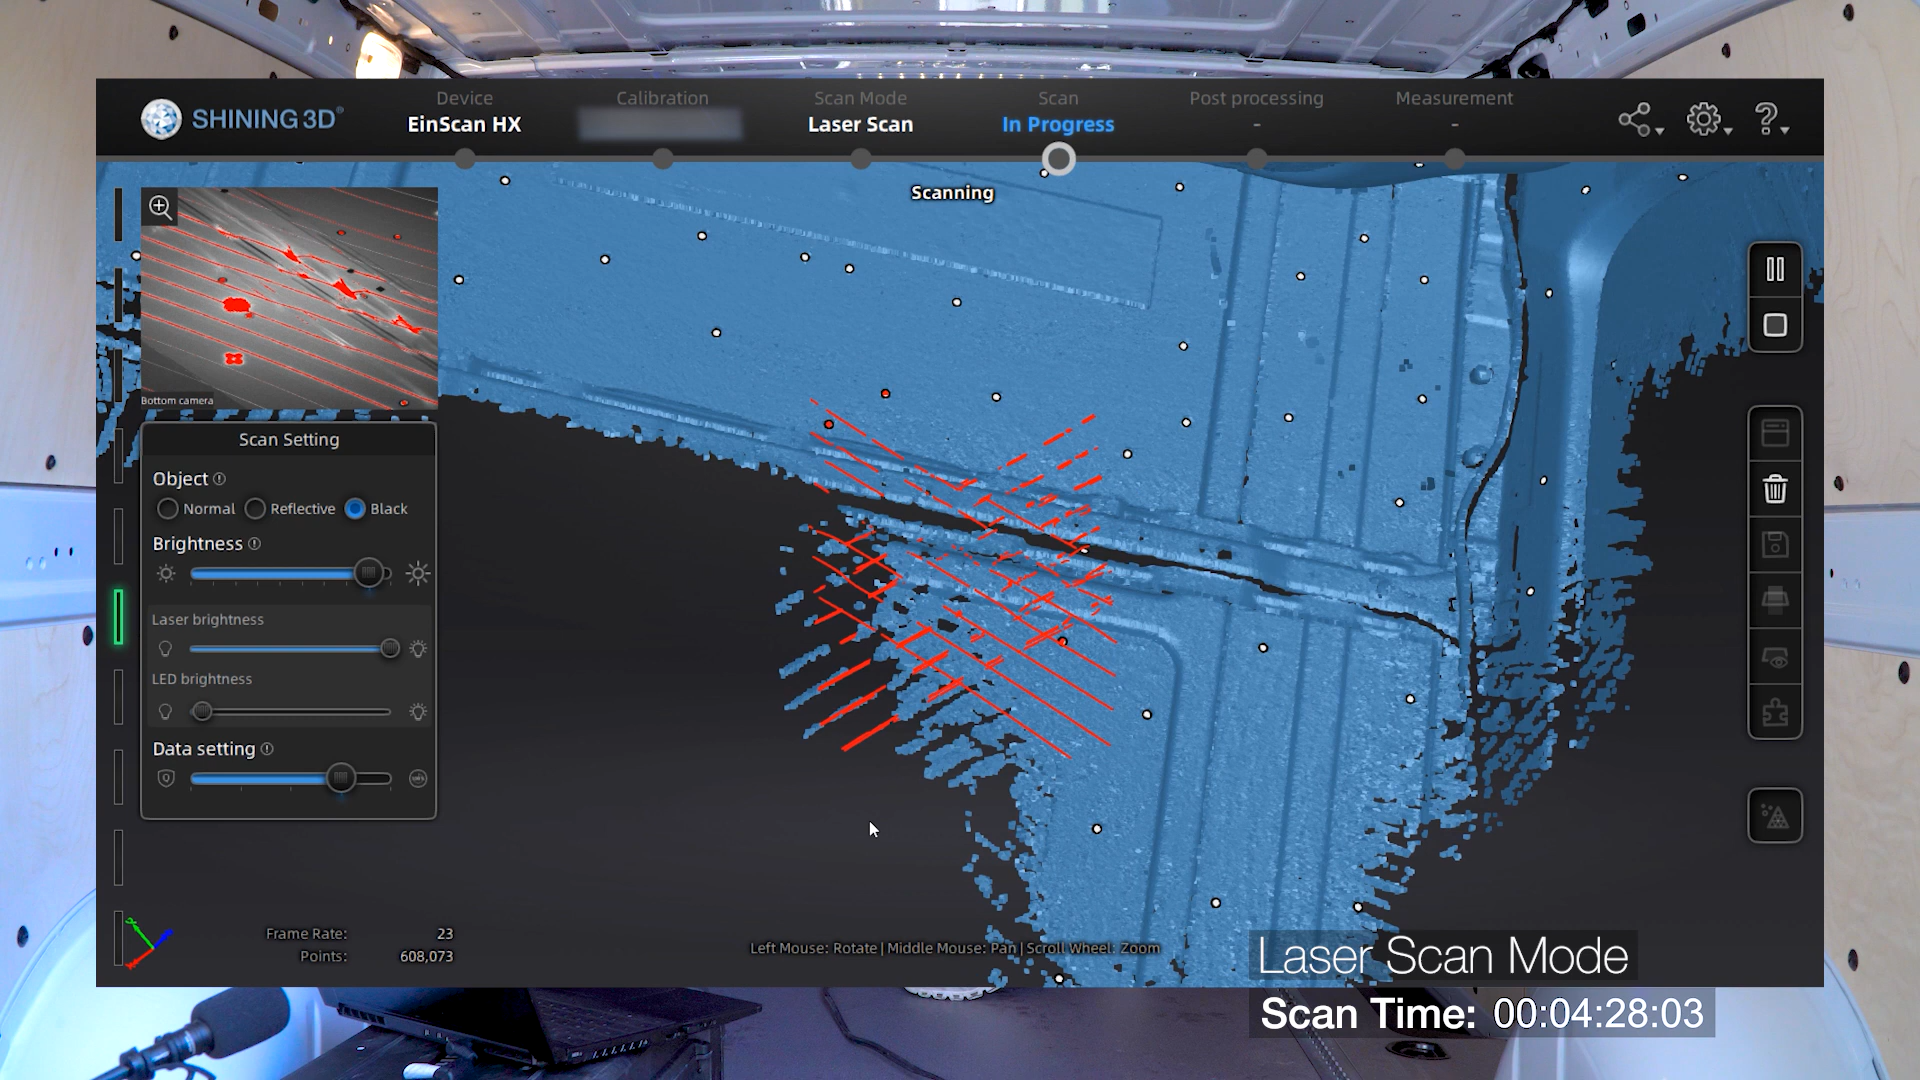 SHINING 3D®
Device
EinScan HX
Calibration
Scan Mode
Laser Scan
Scan
In Progress
Post processing
-
Measurement
-
Scanning
Bottom camera
Scan Setting
Object
Normal
Reflective
Black
Brightness
Laser brightness
LED brightness
Data setting
Frame Rate: 23
Points: 608,073
Left Mouse: Rotate | Middle Mouse: Pan | Scroll Wheel: Zoom
Laser Scan Mode
Scan Time: 00:04:28:03